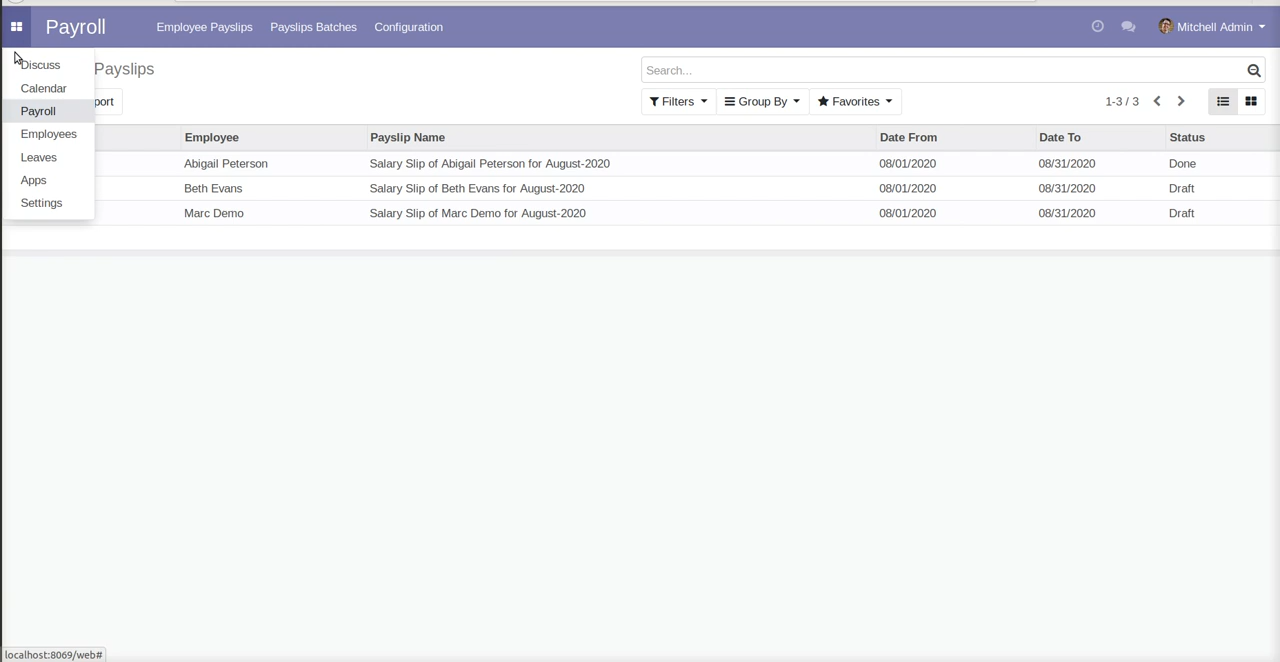 Payroll Employee Payslips Payslips Batches Configuration Mitchell Admin
Discuss
Calendar
Payroll
Employees
Leaves
Apps
Settings
Payslips
Search...
port
Filters Group By Favorites 1-3 / 3
Employee Payslip Name Date From Date To Status
Abigail Peterson Salary Slip of Abigail Peterson for August-2020 08/01/2020 08/31/2020 Done
Beth Evans Salary Slip of Beth Evans for August-2020 08/01/2020 08/31/2020 Draft
Marc Demo Salary Slip of Marc Demo for August-2020 08/01/2020 08/31/2020 Draft
localhost:8069/web#